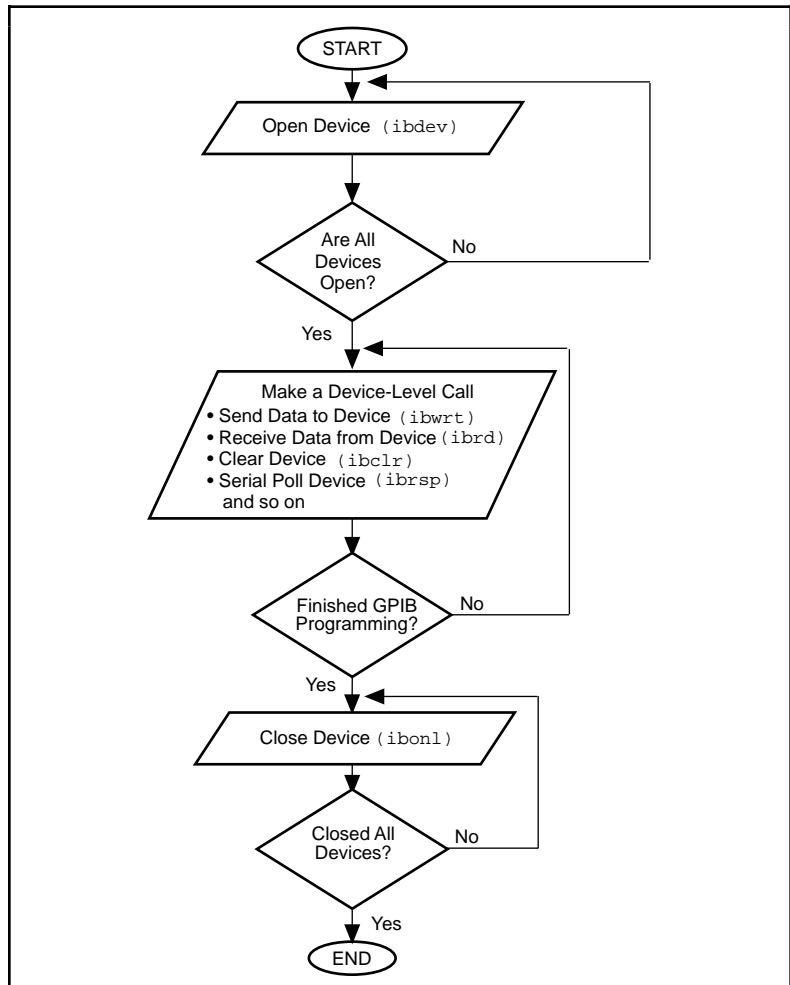 START
Open Device (ibdev)
Are All
Devices
Open?
No
Yes
Make a Device-Level Call
• Send Data to Device (ibwrt)
• Receive Data from Device (ibrd)
• Clear Device (ibclr)
• Serial Poll Device (ibrsp)
and so on
Finished GPIB
Programming?
No
Yes
Close Device (ibonl)
Closed All
Devices?
No
Yes
END